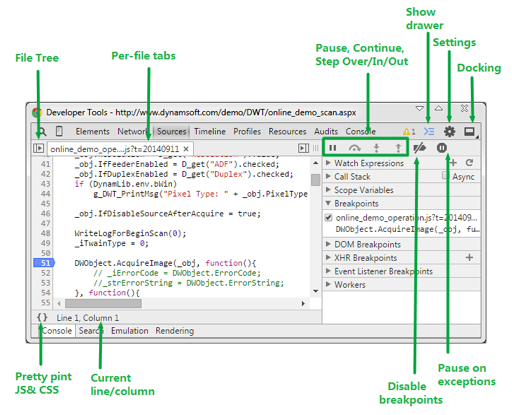 Show
drawer
Settings
Docking
File Tree
Per-file tabs
Pause, Continue,
Step Over/In/Out
Developer Tools - http://www.dynamsoft.com/demo/DWT/online_demo_scan.aspx
Elements Network Sources Timeline Profiles Resources Audits Console 1
online_demo_ope....js?t=20140911 ×
41 _obj.IfFeederEnabled = D_get("ADF").checked;
42 _obj.IfDuplexEnabled = D_get("Duplex").checked;
43 if (DynamLib.env.bWin)
44 g_DWT_PrintMsg("Pixel Type: " + _obj.PixelType
45
46 _obj.IfDisableSourceAfterAcquire = true;
47
48 WriteLogForBeginScan(0);
49 _iTwainType = 0;
50
51 DWObject.AcquireImage(_obj, function(){
52 // _iErrorCode = DWObject.ErrorCode;
53 //_strErrorString = DWObject.ErrorString;
54 }, function(){
55
Watch Expressions
Call Stack Async
Scope Variables
Breakpoints
online_demo_operation.js?t=201409...
DWObject.AcquireImage(_obj, fu...
DOM Breakpoints
XHR Breakpoints
Event Listener Breakpoints
Workers
{} Line 1, Column 1
Console Search Emulation Rendering
Pretty pint
JS& CSS
Current
line/column
Disable
breakpoints
Pause on
exceptions